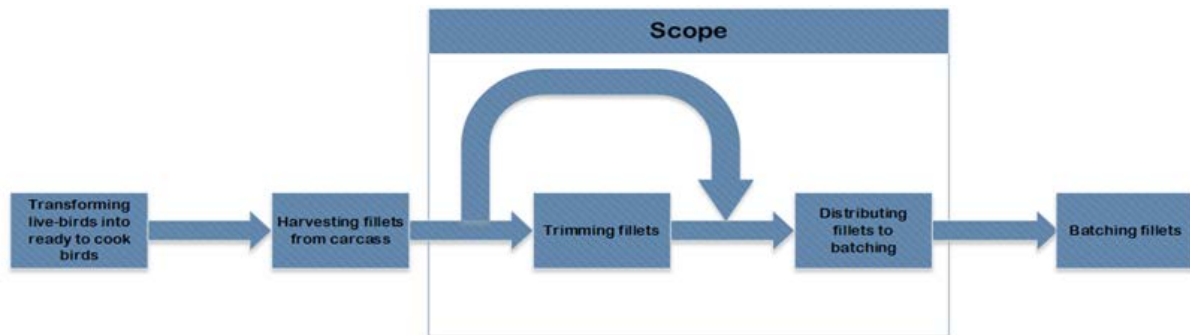 Scope
Transforming
live-birds into
ready to cook
birds
Harvesting fillets
from carcass
Trimming fillets
Distributing
fillets to
batching
Batching fillets